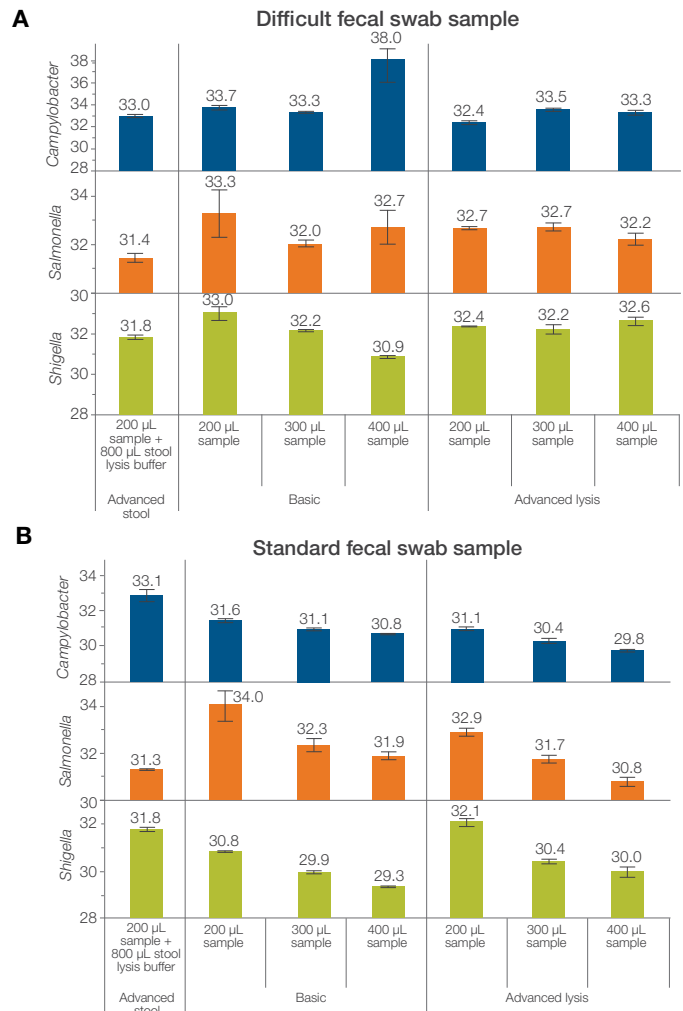 A
Difficult fecal swab sample
Campylobacter
38
36
34
32
30
28
33.0
33.7
33.3
38.0
32.4
33.5
33.3
Salmonella
34
32
30
31.4
33.3
32.0
32.7
32.7
32.7
32.2
Shigella
32
30
28
31.8
33.0
32.2
30.9
32.4
32.2
32.6
200 µL
sample +
800 µL stool
lysis buffer
200 µL
sample
300 µL
sample
400 µL
sample
200 µL
sample
300 µL
sample
400 µL
sample
Advanced
stool
Basic
Advanced lysis
B
Standard fecal swab sample
Campylobacter
34
32
30
28
33.1
31.6
31.1
30.8
31.1
30.4
29.8
Salmonella
34
32
30
31.3
34.0
32.3
31.9
32.9
31.7
30.8
Shigella
32
30
28
31.8
30.8
29.9
29.3
32.1
30.4
30.0
200 µL
sample +
800 µL stool
lysis buffer
200 µL
sample
300 µL
sample
400 µL
sample
200 µL
sample
300 µL
sample
400 µL
sample
Advanced
stool
Basic
Advanced lysis